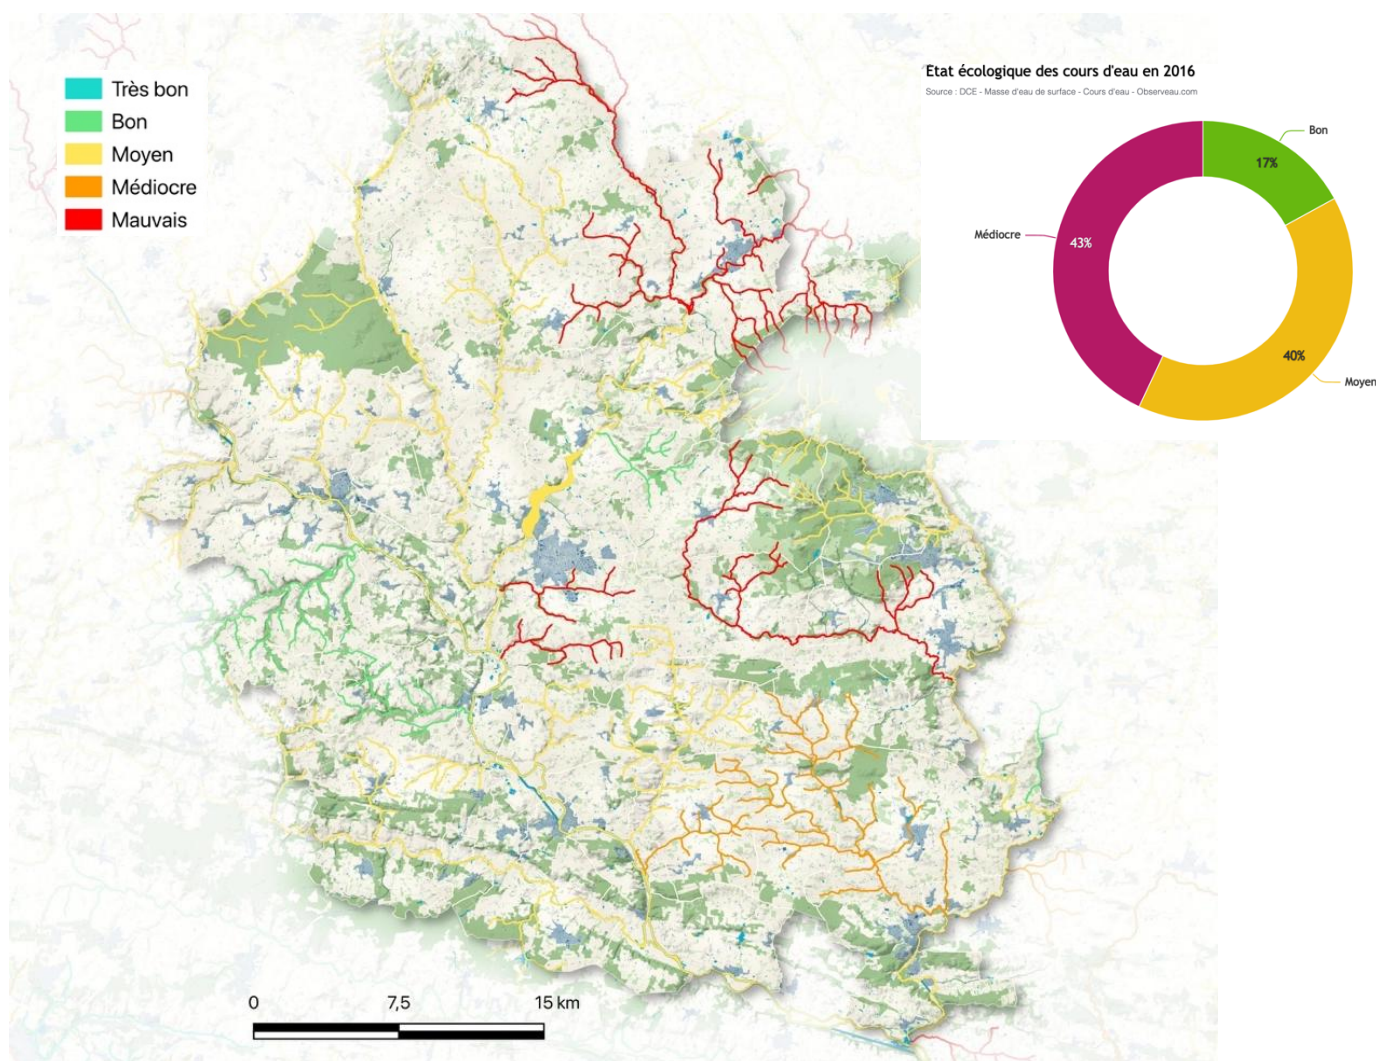 Très bon
Bon
Moyen
Médiocre
Mauvais
Etat écologique des cours d'eau en 2016
Source : DCE - Masse d'eau de surface - Cours d'eau - Observeau.com
Bon
17%
Médiocre
43%
40%
Moyen
0
7,5
15 km